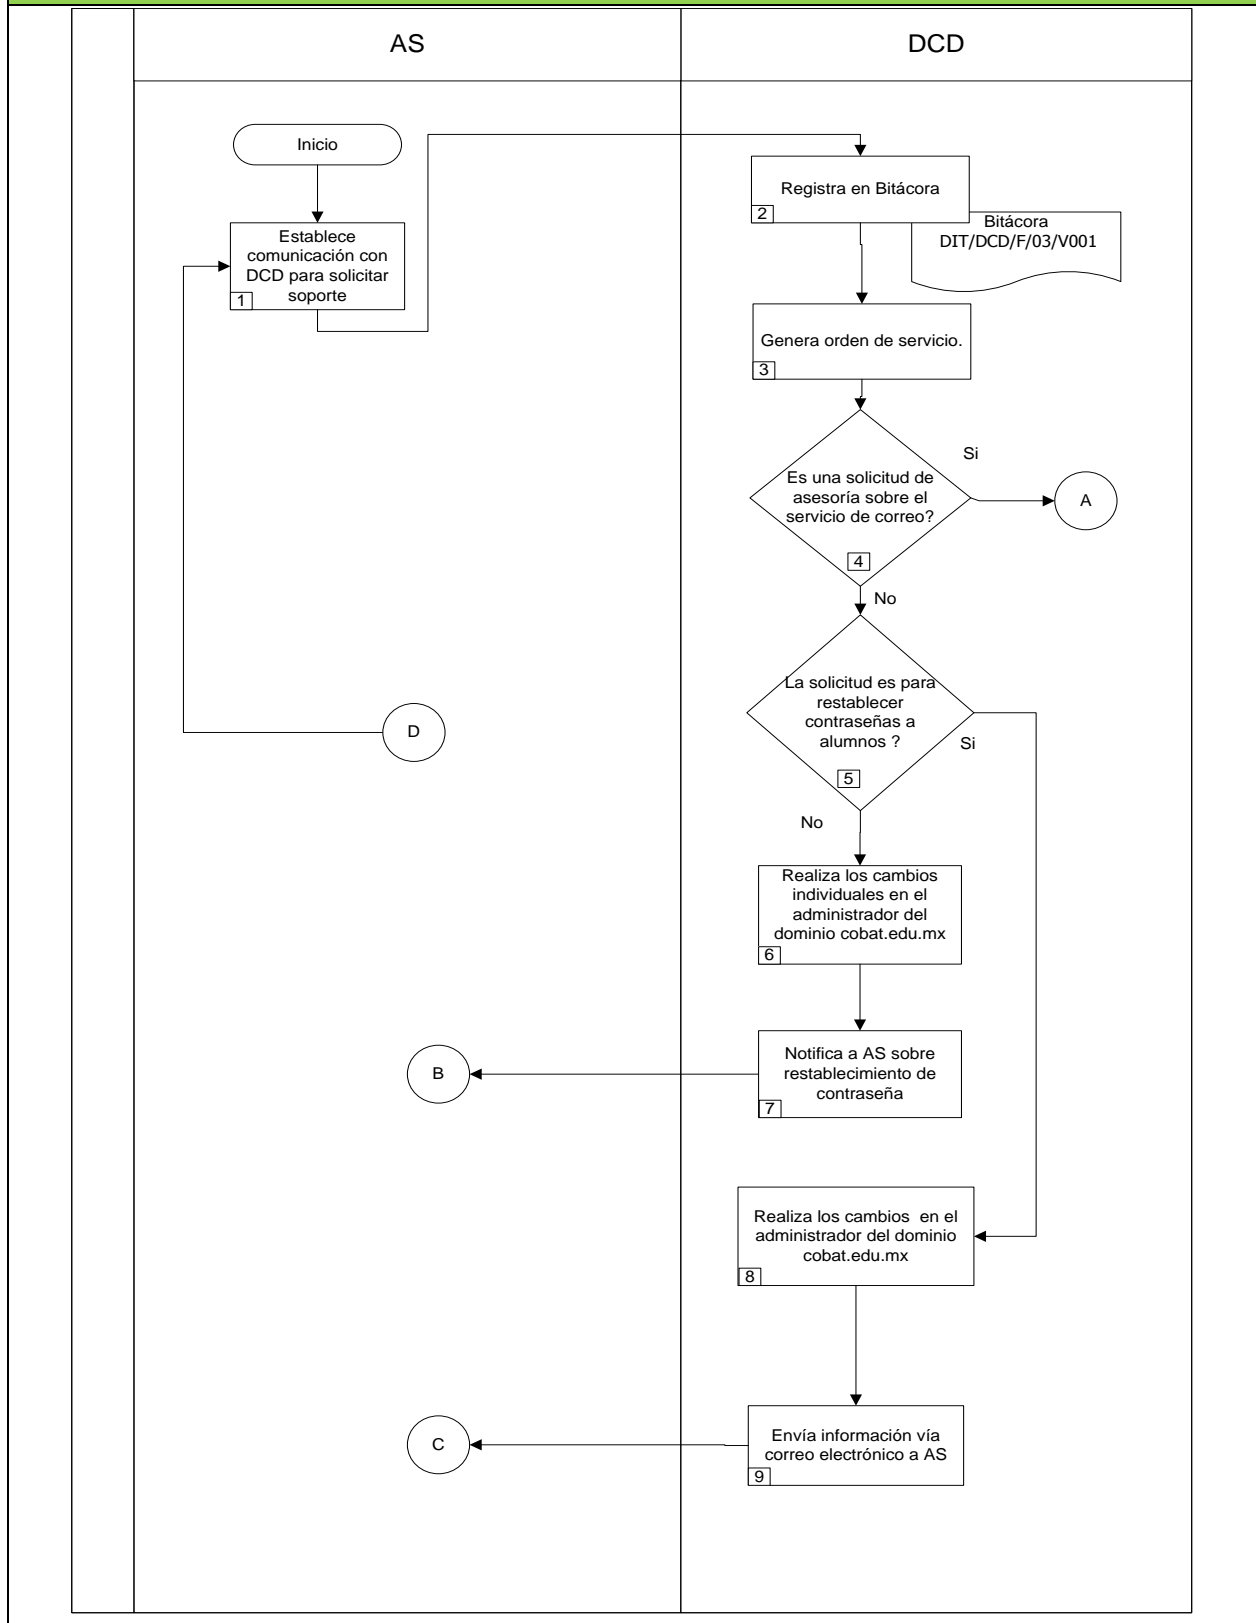 AS
DCD
Inicio
Establece
comunicación con
DCD para solicitar
soporte
1
Registra en Bitácora
2
Bitácora
DIT/DCD/F/03/V001
Genera orden de servicio.
3
Es una solicitud de
asesoría sobre el
servicio de correo?
4
Si
A
No
La solicitud es para
restablecer
contraseñas a
alumnos ?
5
Si
D
No
Realiza los cambios
individuales en el
administrador del
dominio cobat.edu.mx
6
Notifica a AS sobre
restablecimiento de
contraseña
7
B
Realiza los cambios  en el
administrador del dominio
cobat.edu.mx
8
Envía información vía
correo electrónico a AS
9
C